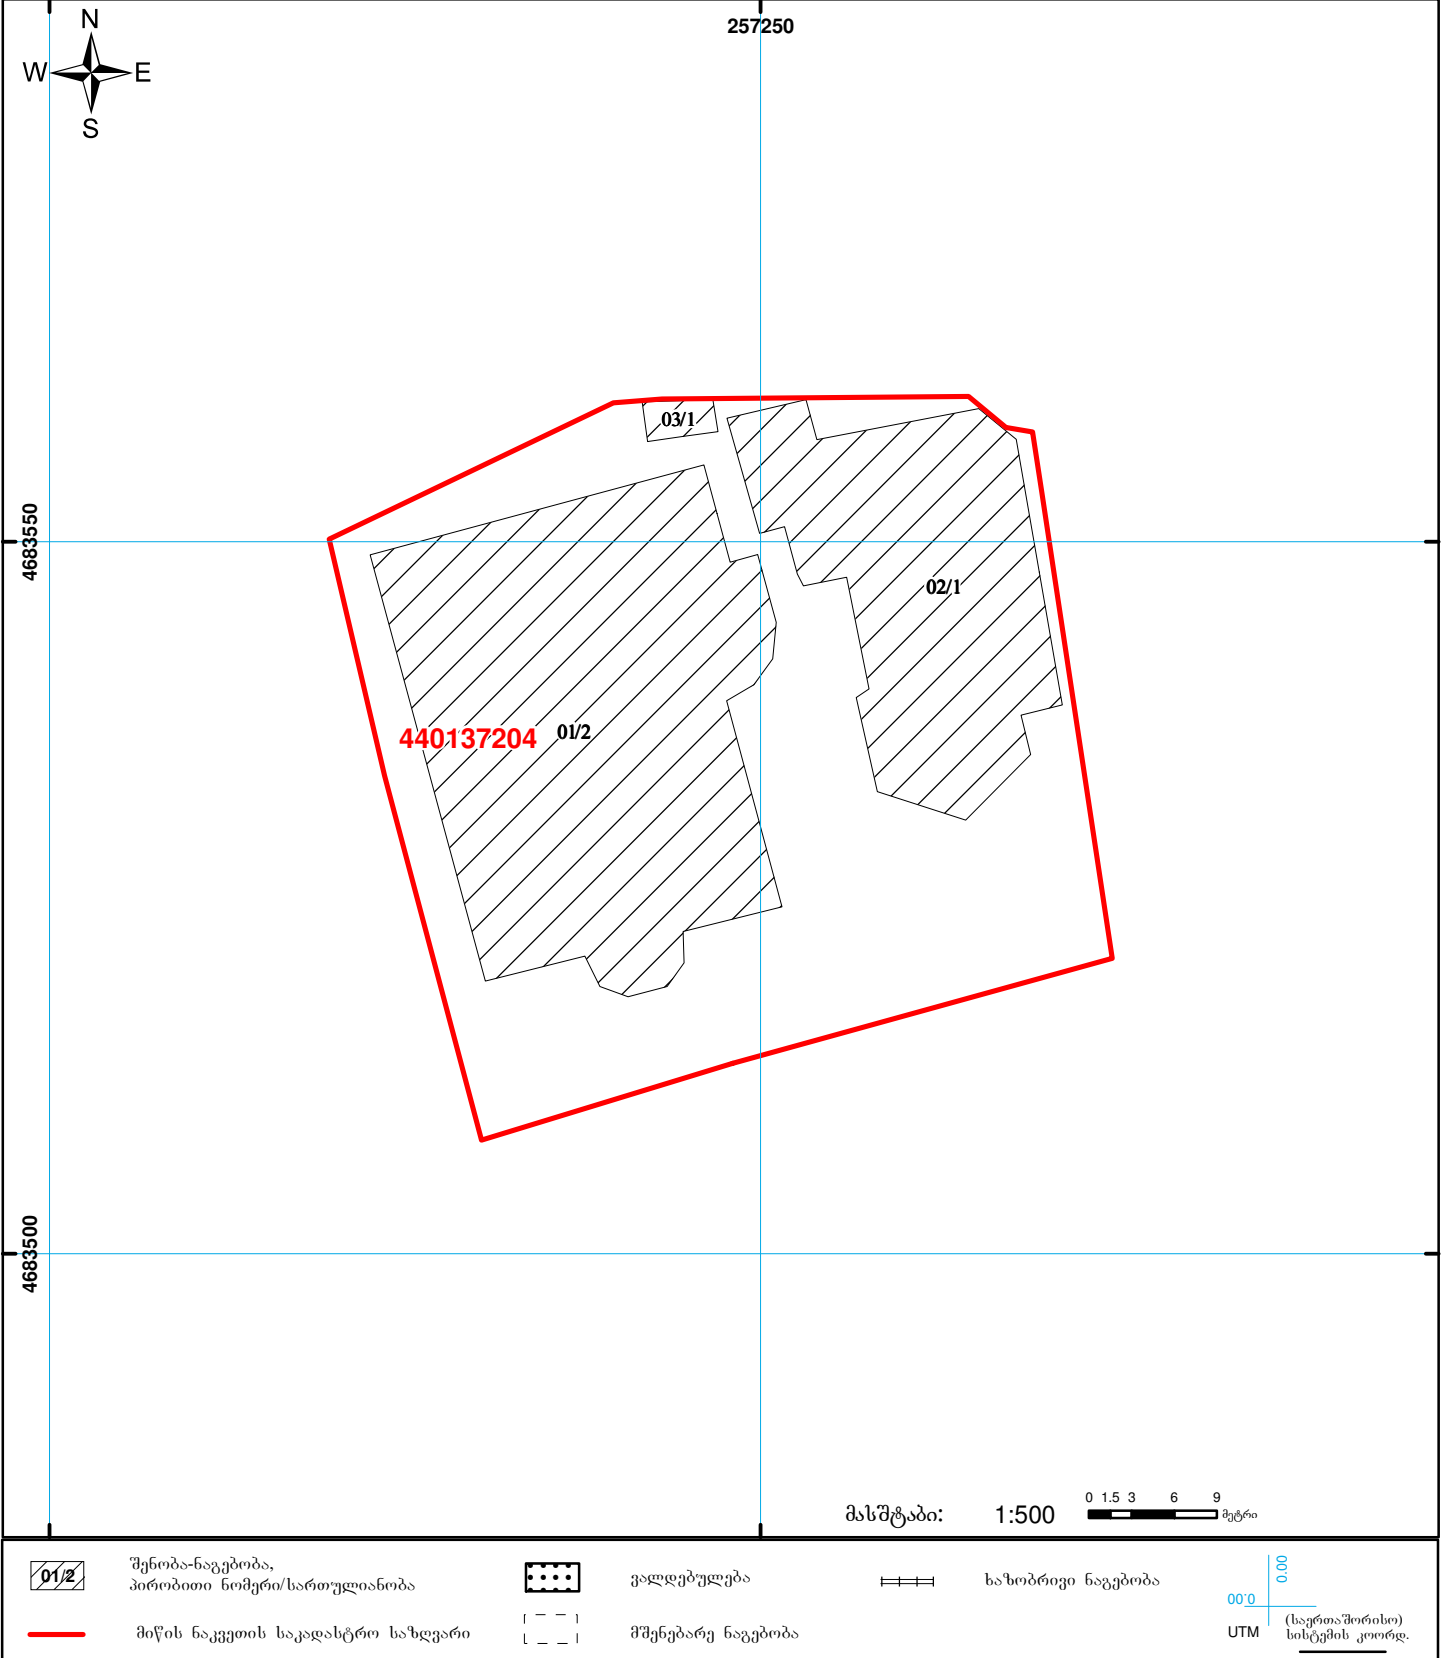 N
W E
S
257250
4683550
4683500
03/1
02/1
440137204 01/2
მასშტაბი: 1:500
0 1.5 3 6 9
მეტრი
01/2
შენობა-ნაგებობა,
პირობითი ნომერი/სართულიანობა
ვალდებულება
ხაზობრივი ნაგებობა
მიწის ნაკვეთის საკადასტრო საზღვარი
მშენებარე ნაგებობა
0.00
0.00
UTM
(საერთაშორისო)
სისტემის კოორდ.